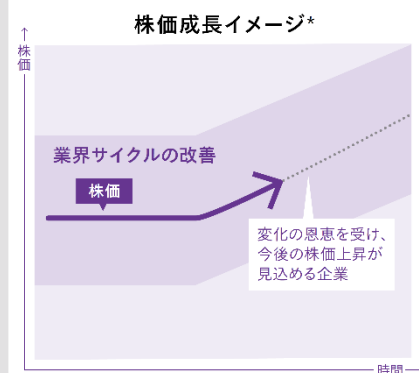 株価成長イメージ*
↑株価
業界サイクルの改善
株価
変化の恩恵を受け、
今後の株価上昇が
見込める企業
時間